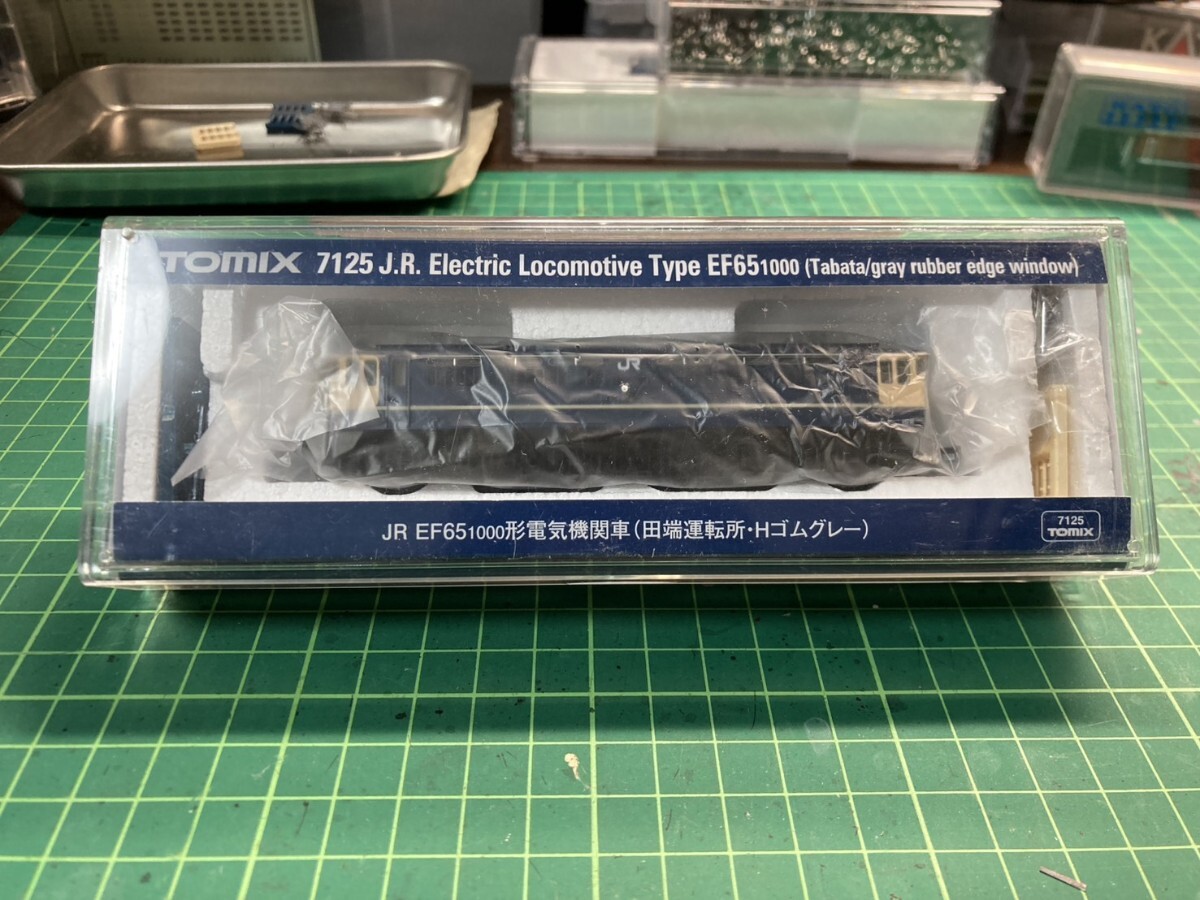 KA
TOMIX 7125 J.R. Electric Locomotive Type EF651000 (Tabata/gray rubber edge window)
JR
JR EF651000形電気機関車(田端運転所・Hゴムグレー)
7125
TOMIX